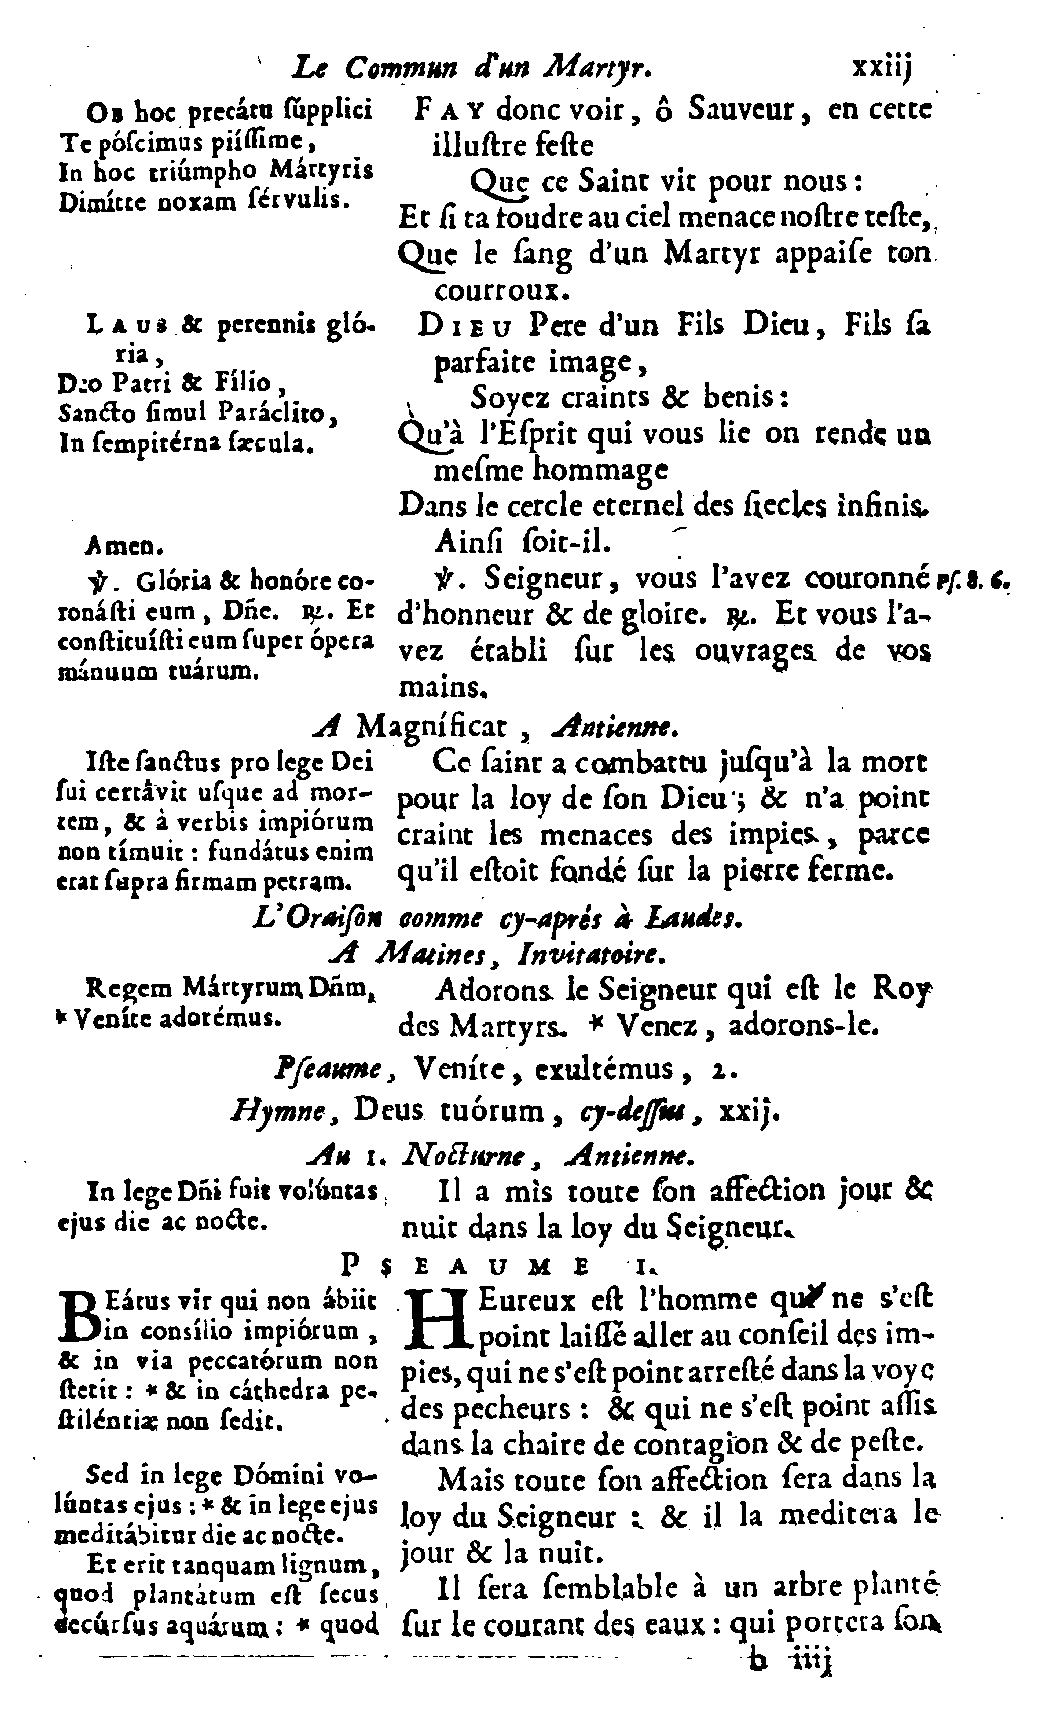 Le Commun d'un Martyr. xxiij
OB hoc precátu súpplici
Te póscimus piíssime,
In hoc triúmpho Mártyris
Dimítte noxam sérvulis.
FAY donc voir, ô Sauveur, en cette
illustre feste
Que ce Saint vit pour nous :
Et si ta foudre au ciel menace nostre teste,
Que le sang d'un Martyr appaise ton
courroux.
LAUS & perennis gló-
ria,
Deo Patri & Fílio,
Sancto simul Paráclito,
In sempitérna sæcula.
DIEU Pere d'un Fils Dieu, Fils sa
parfaite image,
Soyez craints & benis :
Qu'à l'Esprit qui vous lie on rende un
mesme hommage
Dans le cercle eternel des siecles infinis.
Amen.
Ainsi soit-il.
℣. Glória & honóre co-
ronásti eum, Dñe. ℟. Et
constituísti eum super ópera
mánuum tuárum.
℣. Seigneur, vous l'avez couronné Ps. 8. 6.
d'honneur & de gloire. ℟. Et vous l'a-
vez établi sur les ouvrages de vos
mains.
A Magníficat, Antienne.
Iste sanctus pro lege Dei
sui certâvit usque ad mor-
tem, & à verbis impiórum
non tímuit : fundátus enim
erat supra firmam petram.
Ce saint a combattu jusqu'à la mort
pour la loy de son Dieu ; & n'a point
craint les menaces des impies, parce
qu'il estoit fondé sur la pierre ferme.
L'Oraison comme cy-aprés à Laudes.
A Matines, Invitatoire.
Regem Mártyrum Dñm,
* Veníte adorémus.
Adorons le Seigneur qui est le Roy
des Martyrs. * Venez, adorons-le.
Pseaume, Veníte, exultémus, 2.
Hymne, Deus tuórum, cy-dessus, xxij.
Au 1. Nocturne, Antienne.
In lege Dñi fuit volúntas
ejus die ac nocte.
Il a mis toute son affection jour &
nuit dans la loy du Seigneur.
PSEAUME 1.
BEátus vir qui non ábiit
in consílio impiórum,
& in via peccatórum non
stetit : * & in cáthedra pe-
stiléntiæ non sedit.
HEureux est l'homme qui ne s'est
point laissé aller au conseil des im-
pies, qui ne s'est point arresté dans la voye
des pecheurs : & qui ne s'est point assis
dans la chaire de contagion & de peste.
Sed in lege Dómini vo-
lúntas ejus : * & in lege ejus
meditábitur die ac nocte.
Mais toute son affection sera dans la
loy du Seigneur : & il la meditera le
jour & la nuit.
Et erit tanquam lignum,
quod plantátum est secus
decúrsus aquárum : * quod
Il sera semblable à un arbre planté
sur le courant des eaux : qui portera son
b iiij